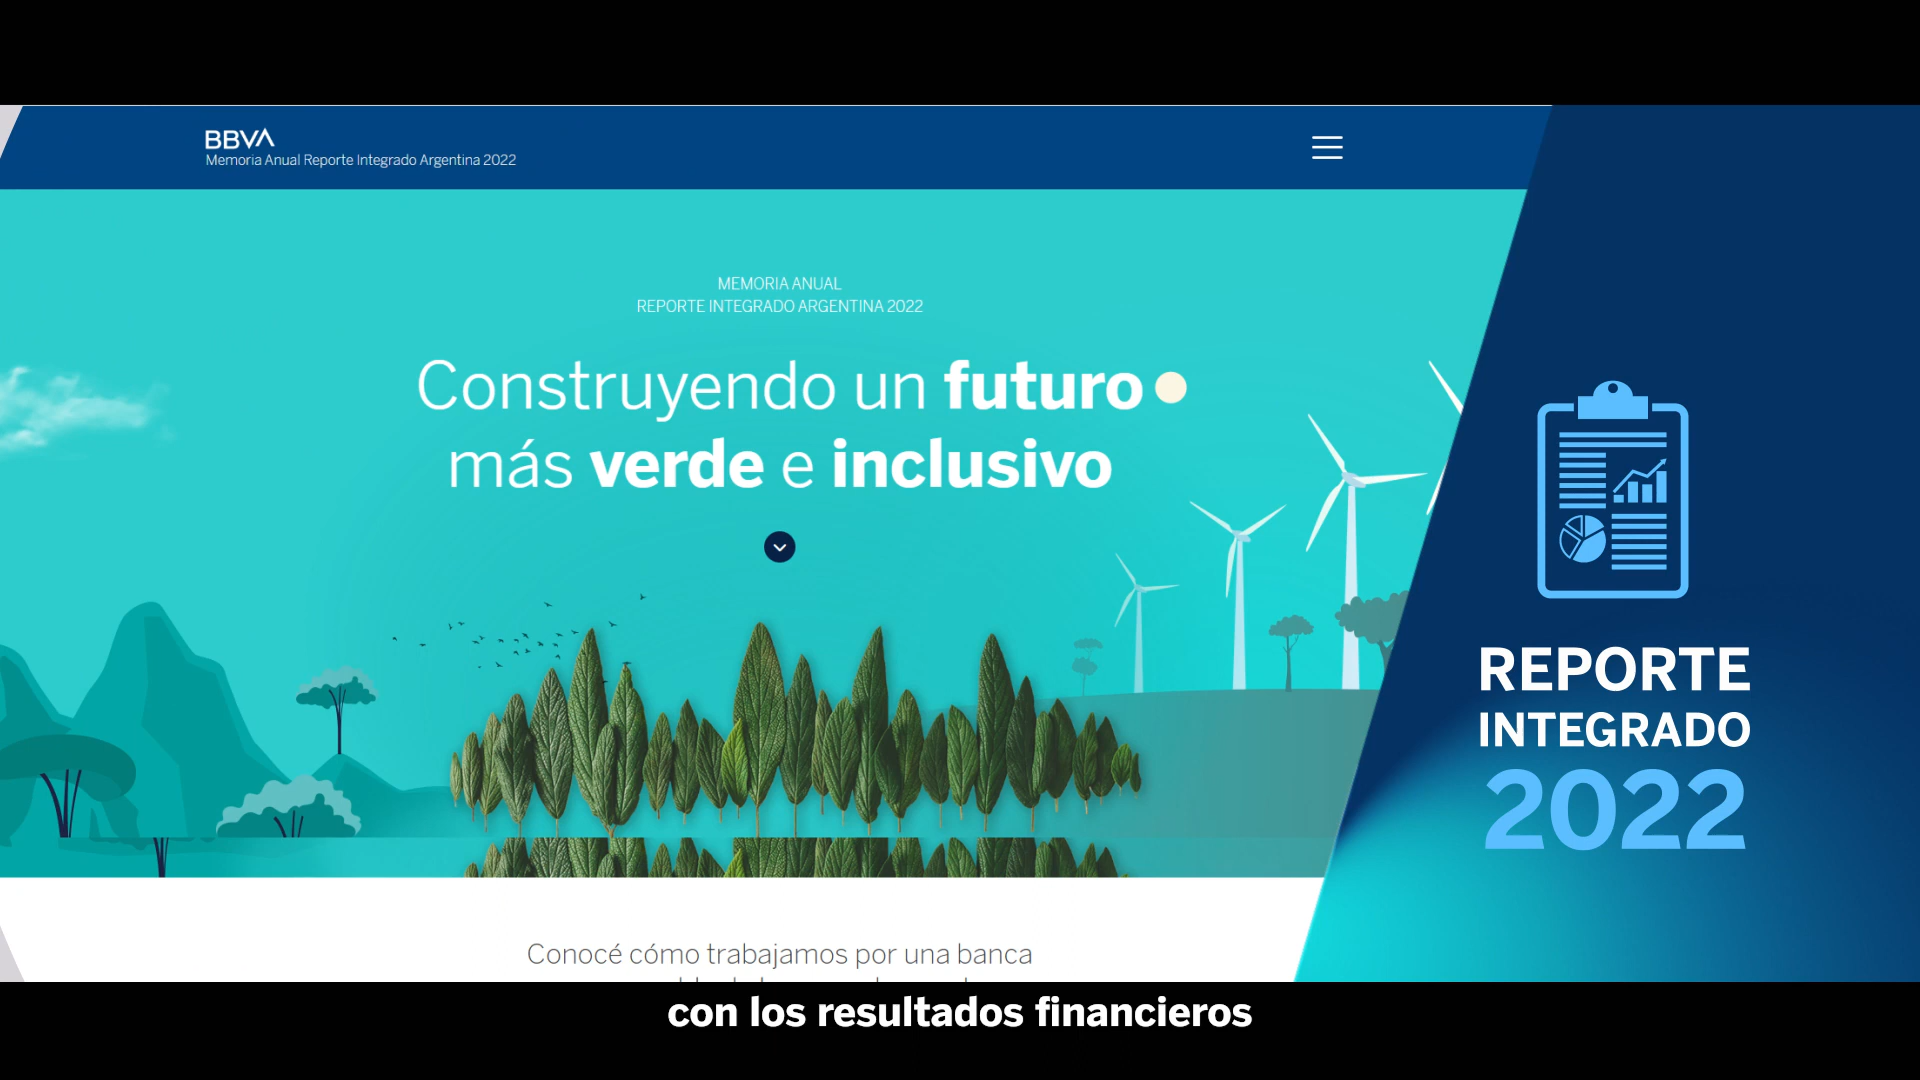 BBVA
Memoria Anual Reporte Integrado Argentina 2022
MEMORIA ANUAL
REPORTE INTEGRADO ARGENTINA 2022
Construyendo un futuro
más verde e inclusivo
Conocé cómo trabajamos por una banca
REPORTE
INTEGRADO
2022
con los resultados financieros